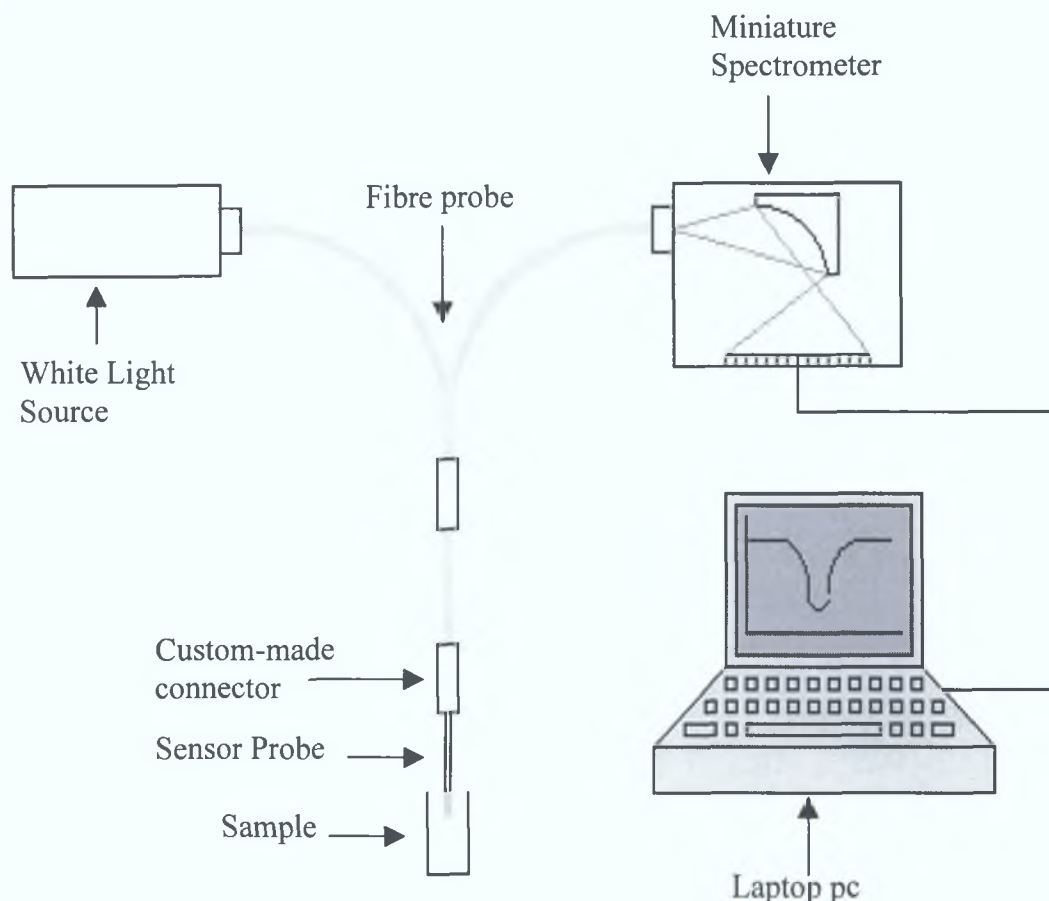 Miniature
Spectrometer
Fibre probe
White Light
Source
Custom-made
connector
Sensor Probe
Sample
Laptop pc